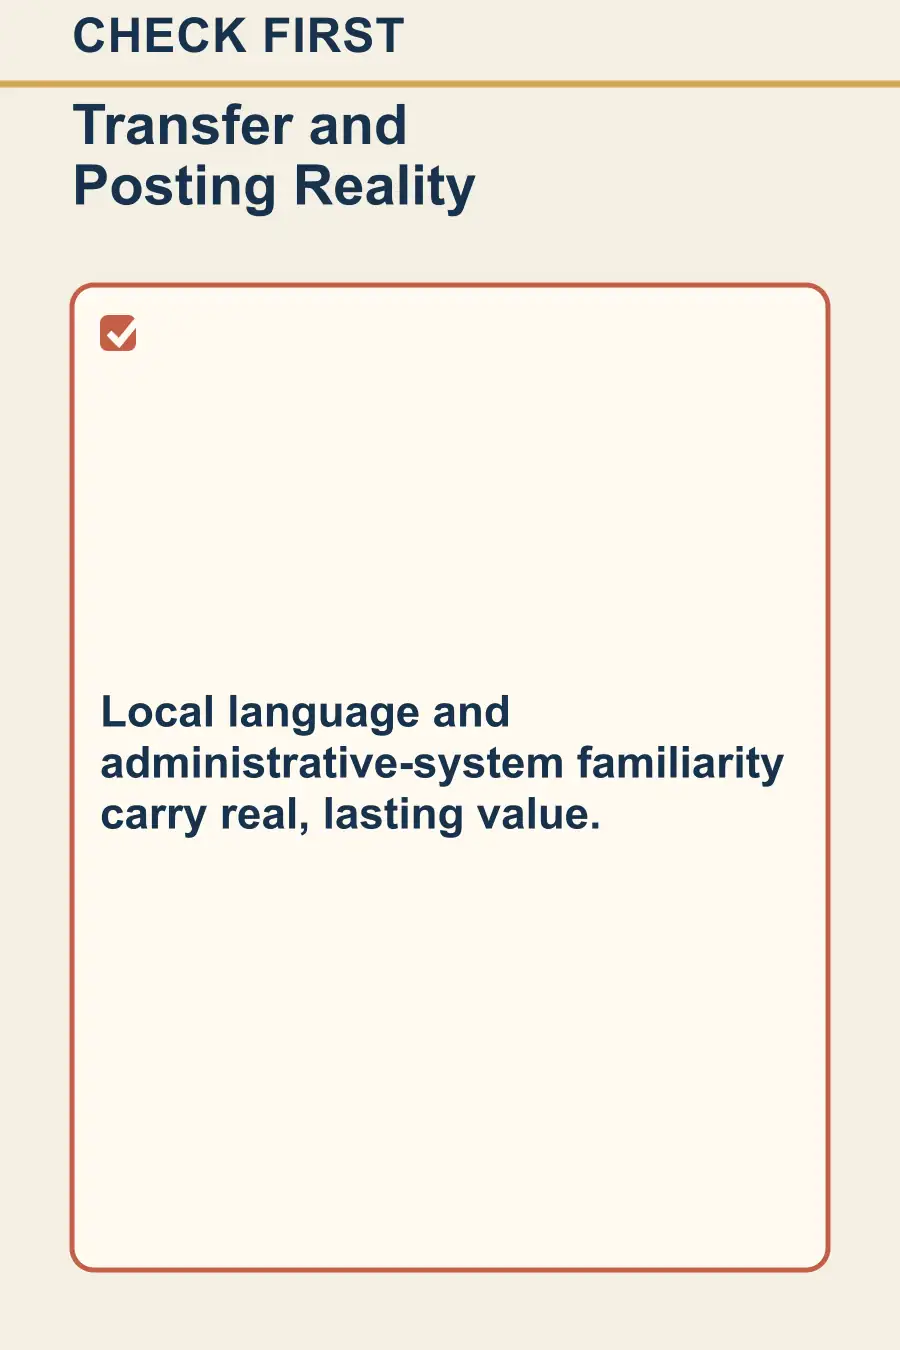 CHECK FIRST
Transfer and
Posting Reality
Local language and
administrative-system familiarity
carry real, lasting value.